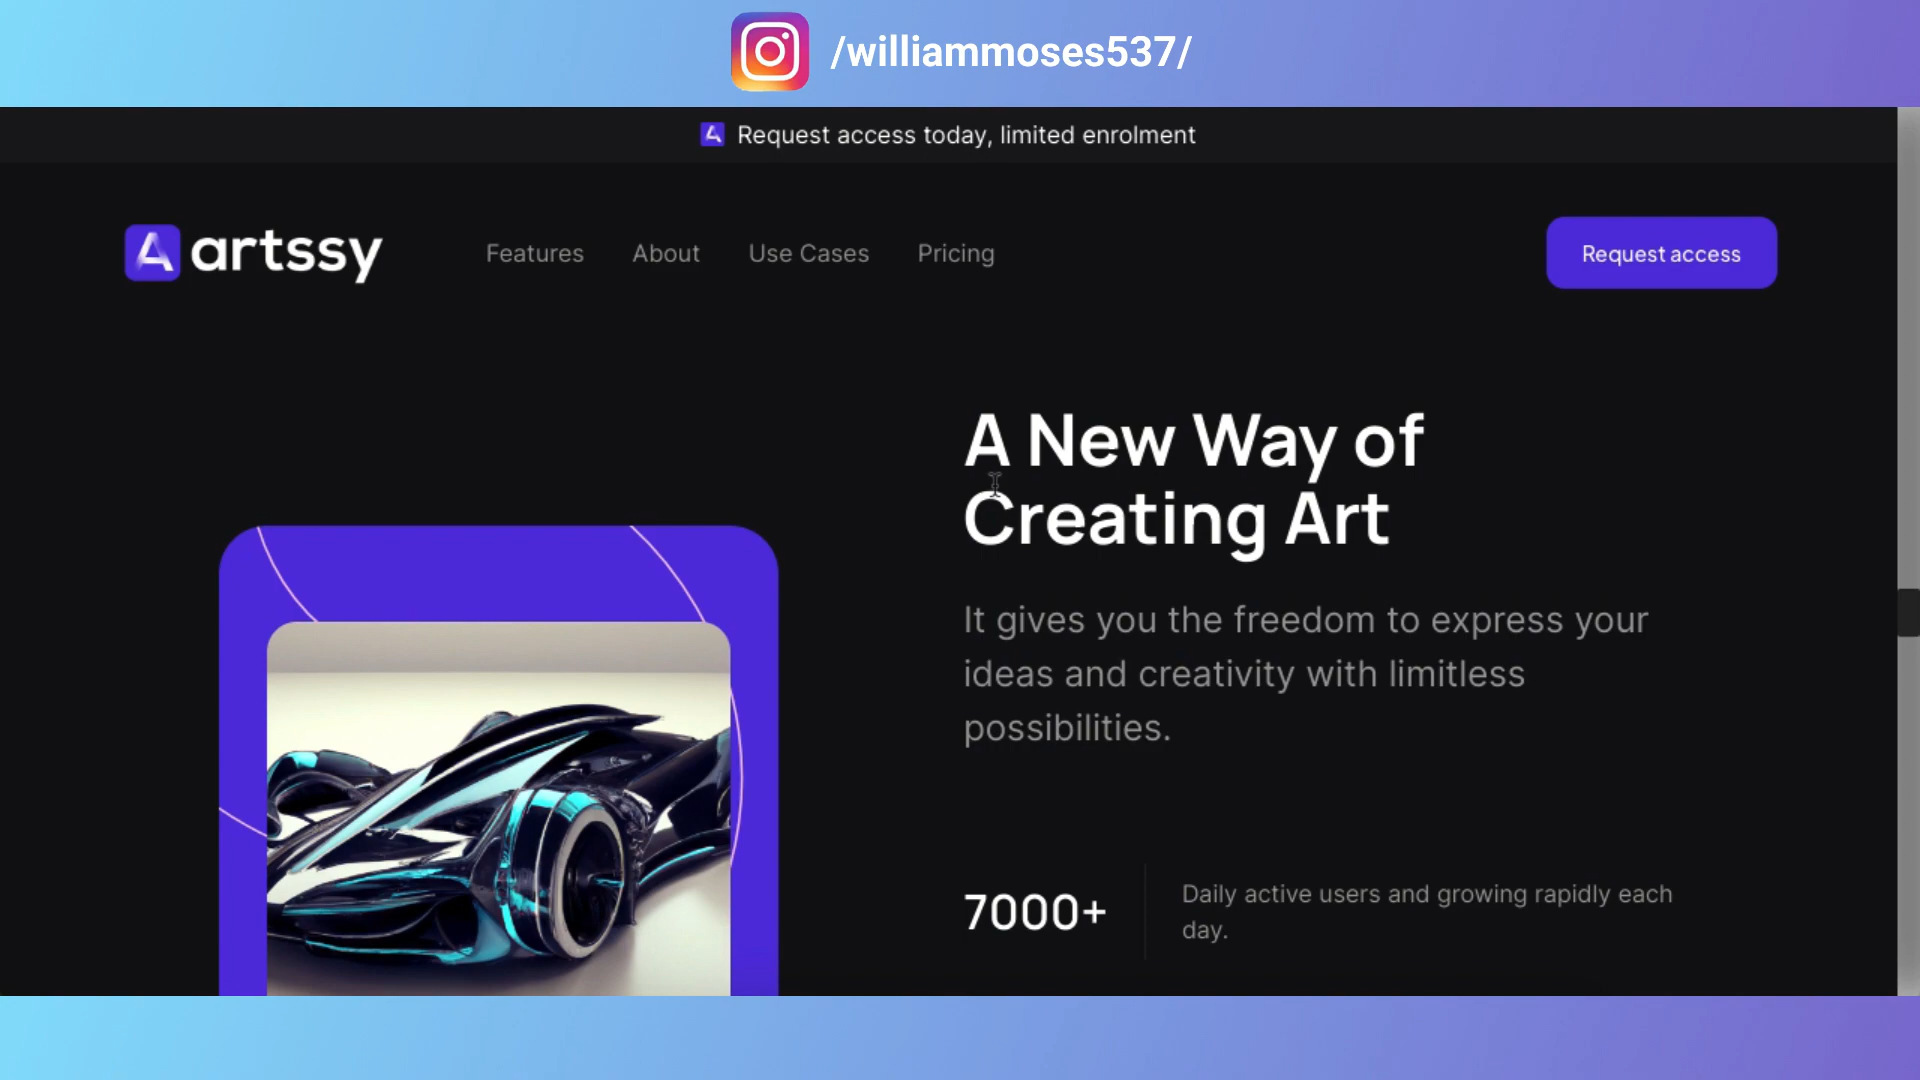 /williammoses537/
Request access today, limited enrolment
artssy
Features
About
Use Cases
Pricing
Request access
A New Way of
Creating Art
It gives you the freedom to express your
ideas and creativity with limitless
possibilities.
7000+
Daily active users and growing rapidly each
day.